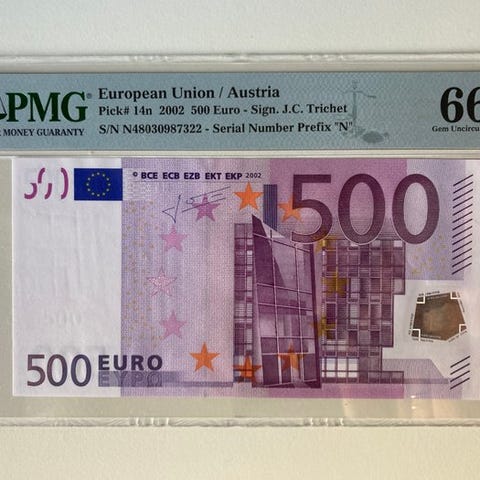 PMG
MONEY GUARANTY
European Union / Austria
Pick# 14n 2002 500 Euro - Sign. J.C. Trichet
S/N N48030987322 - Serial Number Prefix "N"
66
Gem Uncircu
© BCE ECB EZB EKT EKP 2002
500
500 EURO
ΕΥΡΩ